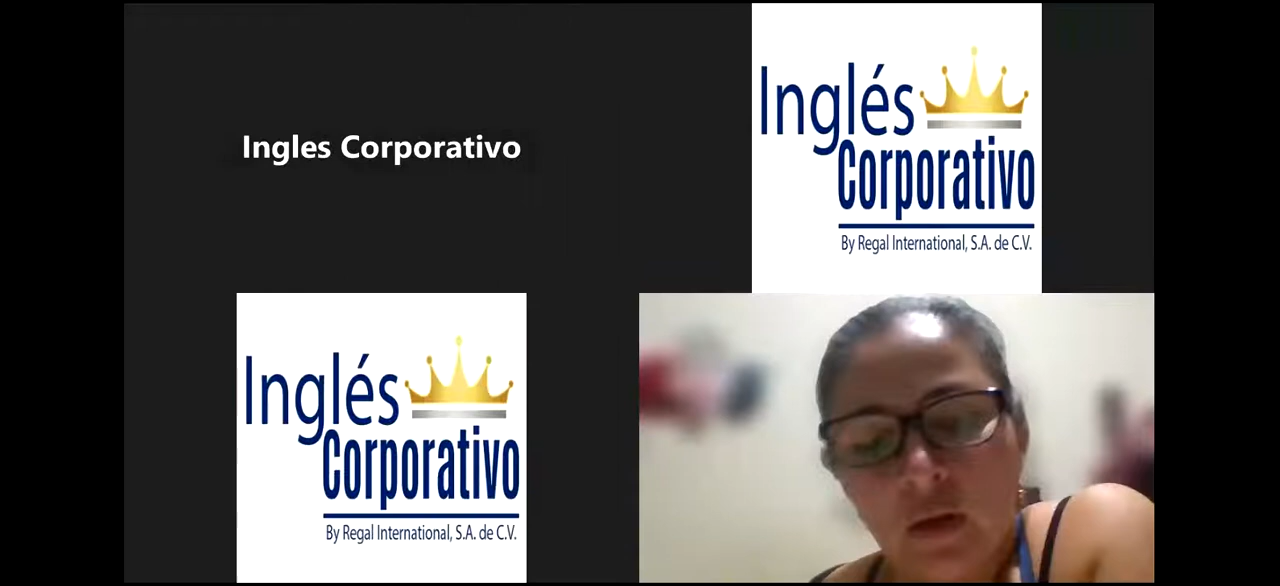 Ingles Corporativo
Inglés
Corporativo
By Regal International, S.A. de C.V.
Inglés
Corporativo
By Regal International, S.A. de C.V.